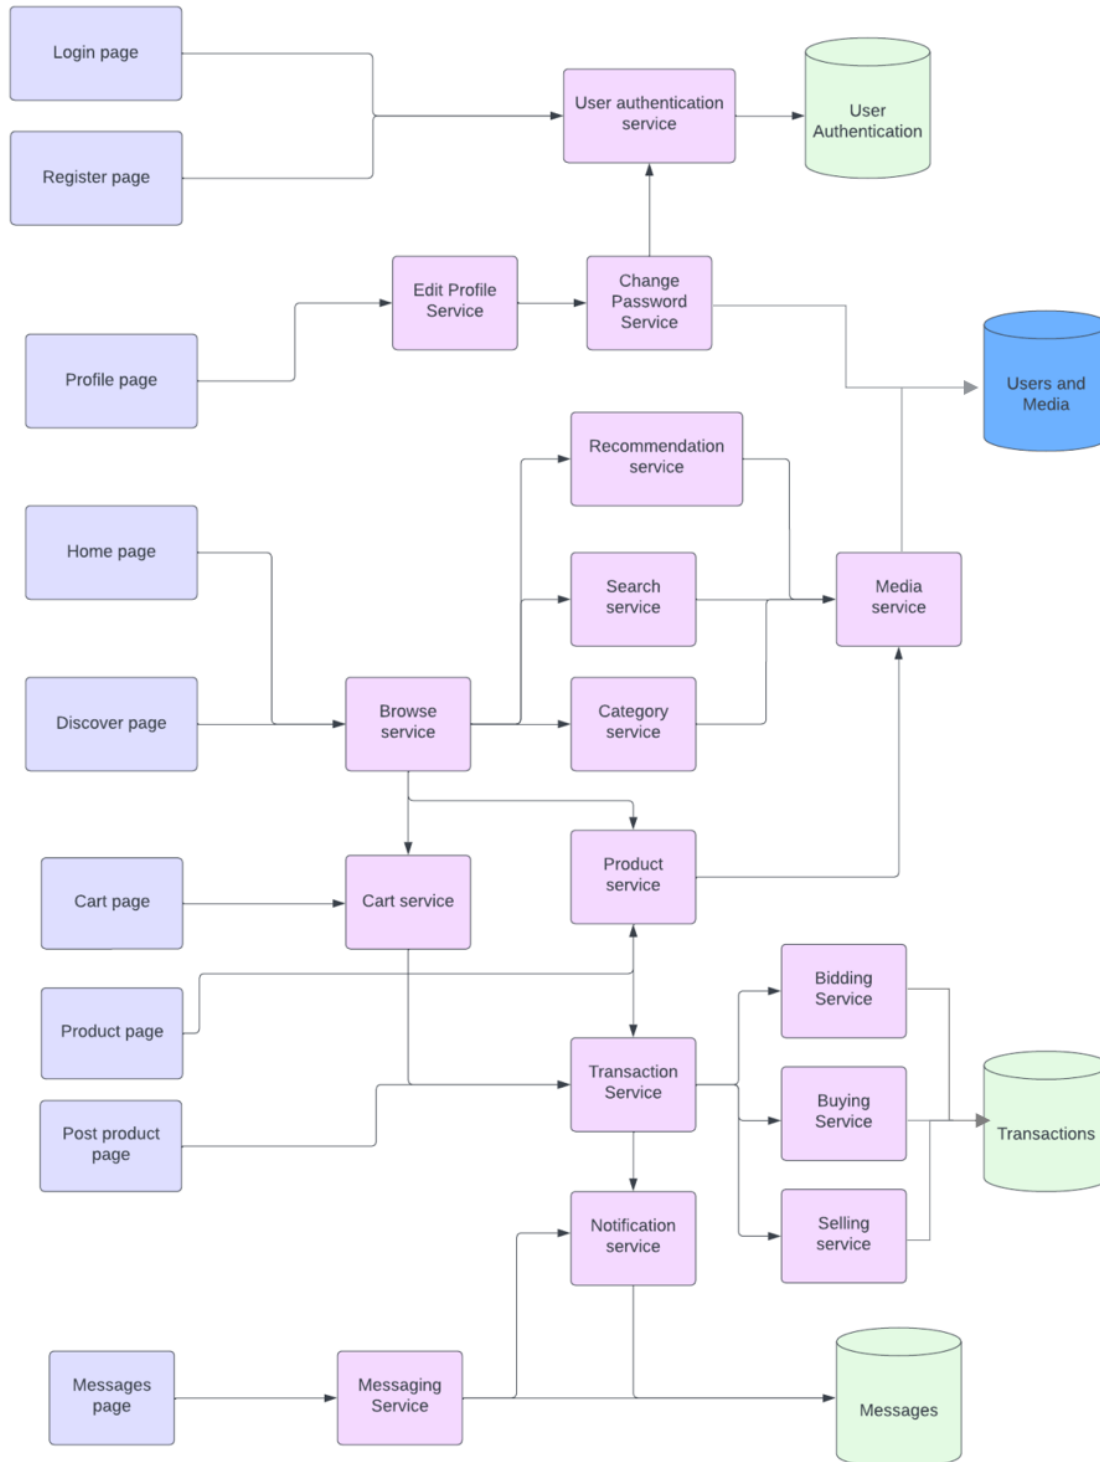 Login page
User authentication
service
User
Authentication
Register page
Edit Profile
Service
Change
Password
Service
Profile page
Users and
Media
Recommendation
service
Home page
Search
service
Media
service
Discover page
Browse
service
Category
service
Cart page
Cart service
Product
service
Product page
Bidding
Service
Transaction
Service
Buying
Service
Transactions
Post product
page
Notification
service
Selling
service
Messages
page
Messaging
Service
Messages